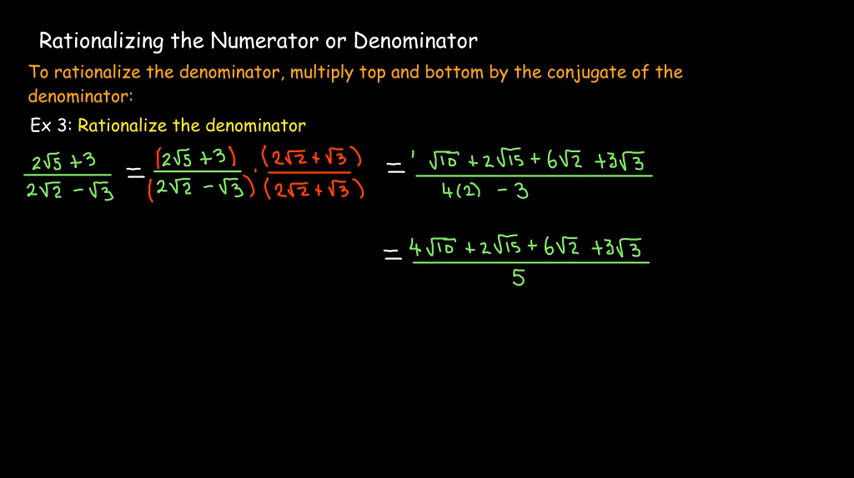 Rationalizing the Numerator or Denominator
To rationalize the denominator, multiply top and bottom by the conjugate of the
denominator:
Ex 3: Rationalize the denominator
(2√5 + 3)/(2√2 − √3) = (2√5 + 3)/(2√2 − √3) · (2√2 + √3)/(2√2 + √3) = (√10 + 2√15 + 6√2 + 3√3)/(4(2) − 3)
= (4√10 + 2√15 + 6√2 + 3√3)/5